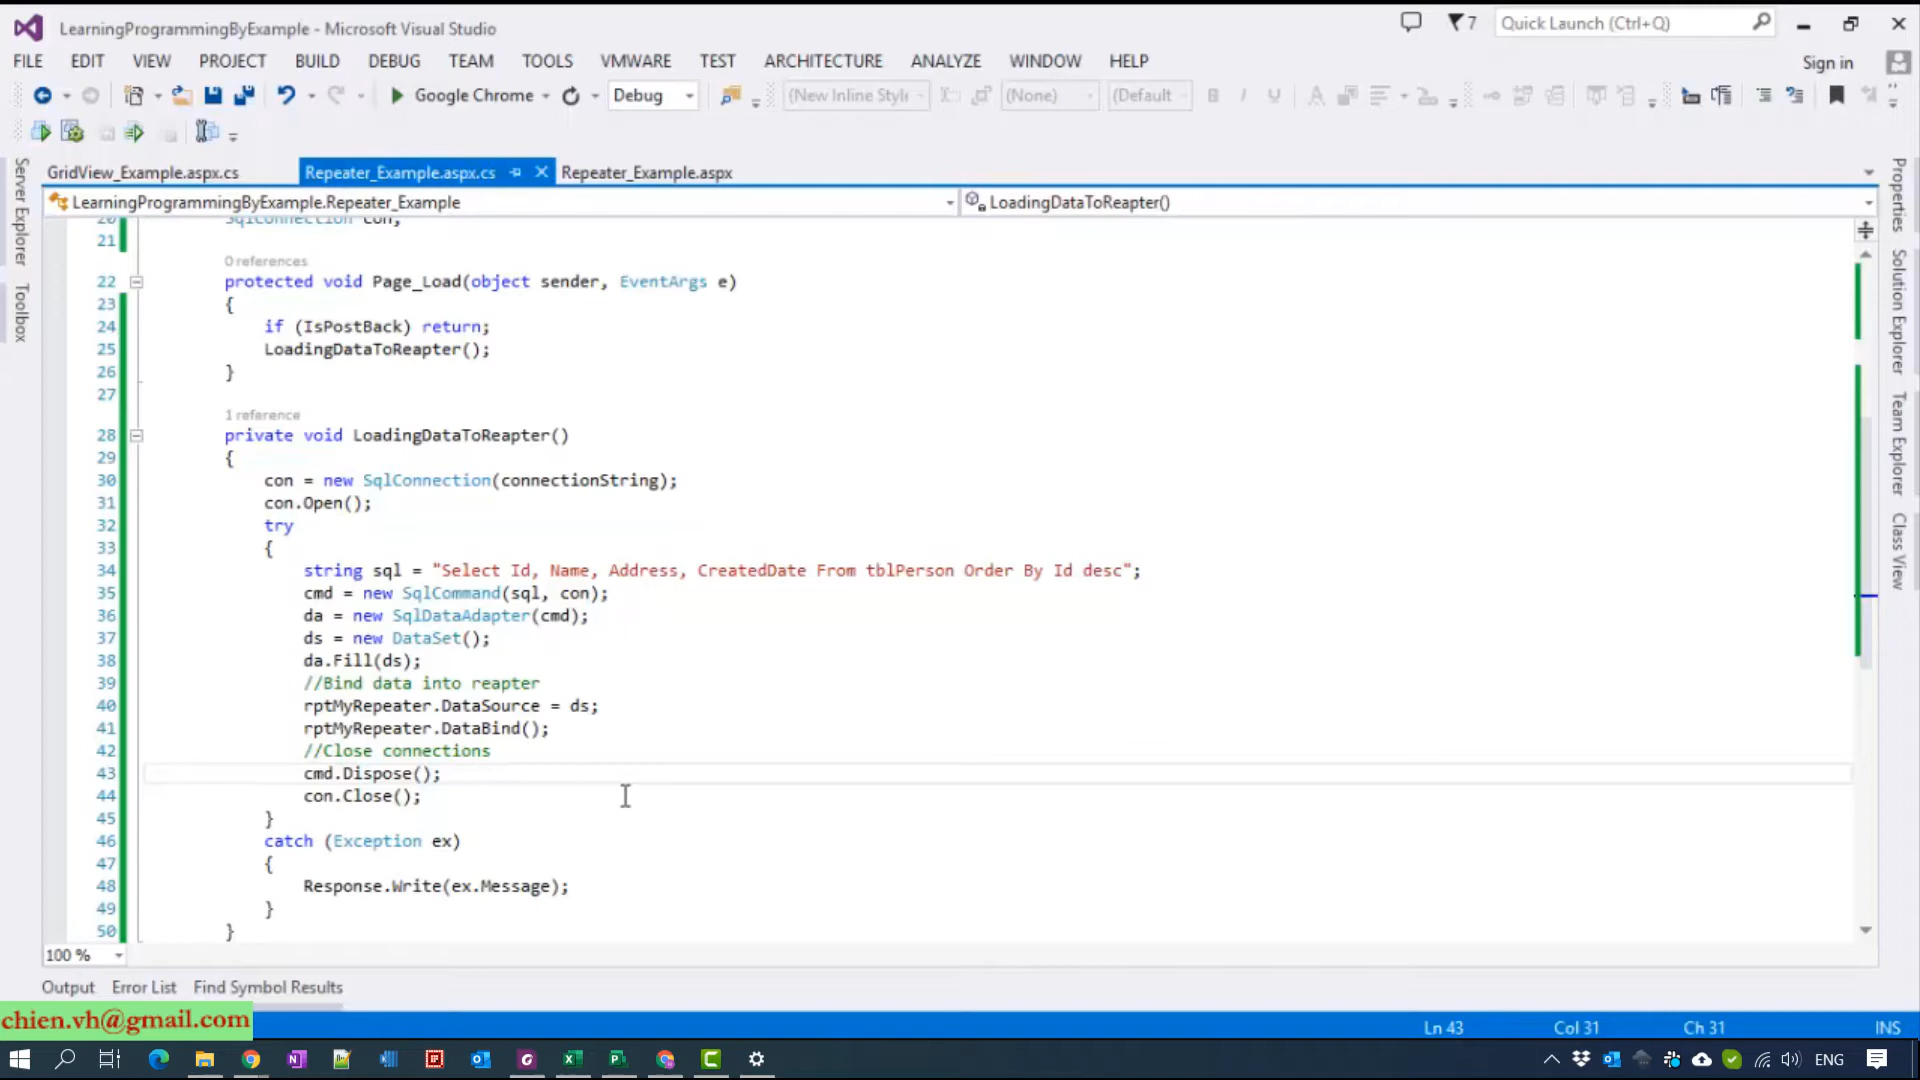 LearningProgrammingByExample - Microsoft Visual Studio
7
Quick Launch (Ctrl+Q)
FILE EDIT VIEW PROJECT BUILD DEBUG TEAM TOOLS VMWARE TEST ARCHITECTURE ANALYZE WINDOW HELP
Sign in
Google Chrome Debug (New Inline Style (None) (Default
GridView_Example.aspx.cs Repeater_Example.aspx.cs Repeater_Example.aspx
LearningProgrammingByExample.Repeater_Example LoadingDataToReapter()
20 SqlConnection con;
21
0 references
22 protected void Page_Load(object sender, EventArgs e)
23 {
24 if (IsPostBack) return;
25 LoadingDataToReapter();
26 }
27
1 reference
28 private void LoadingDataToReapter()
29 {
30 con = new SqlConnection(connectionString);
31 con.Open();
32 try
33 {
34 string sql = "Select Id, Name, Address, CreatedDate From tblPerson Order By Id desc";
35 cmd = new SqlCommand(sql, con);
36 da = new SqlDataAdapter(cmd);
37 ds = new DataSet();
38 da.Fill(ds);
39 //Bind data into reapter
40 rptMyRepeater.DataSource = ds;
41 rptMyRepeater.DataBind();
42 //Close connections
43 cmd.Dispose();
44 con.Close();
45 }
46 catch (Exception ex)
47 {
48 Response.Write(ex.Message);
49 }
50 }
100 %
Server Explorer
Toolbox
Properties
Solution Explorer
Team Explorer
Class View
Output Error List Find Symbol Results
chien.vh@gmail.com
Ln 43 Col 31 Ch 31 INS
ENG